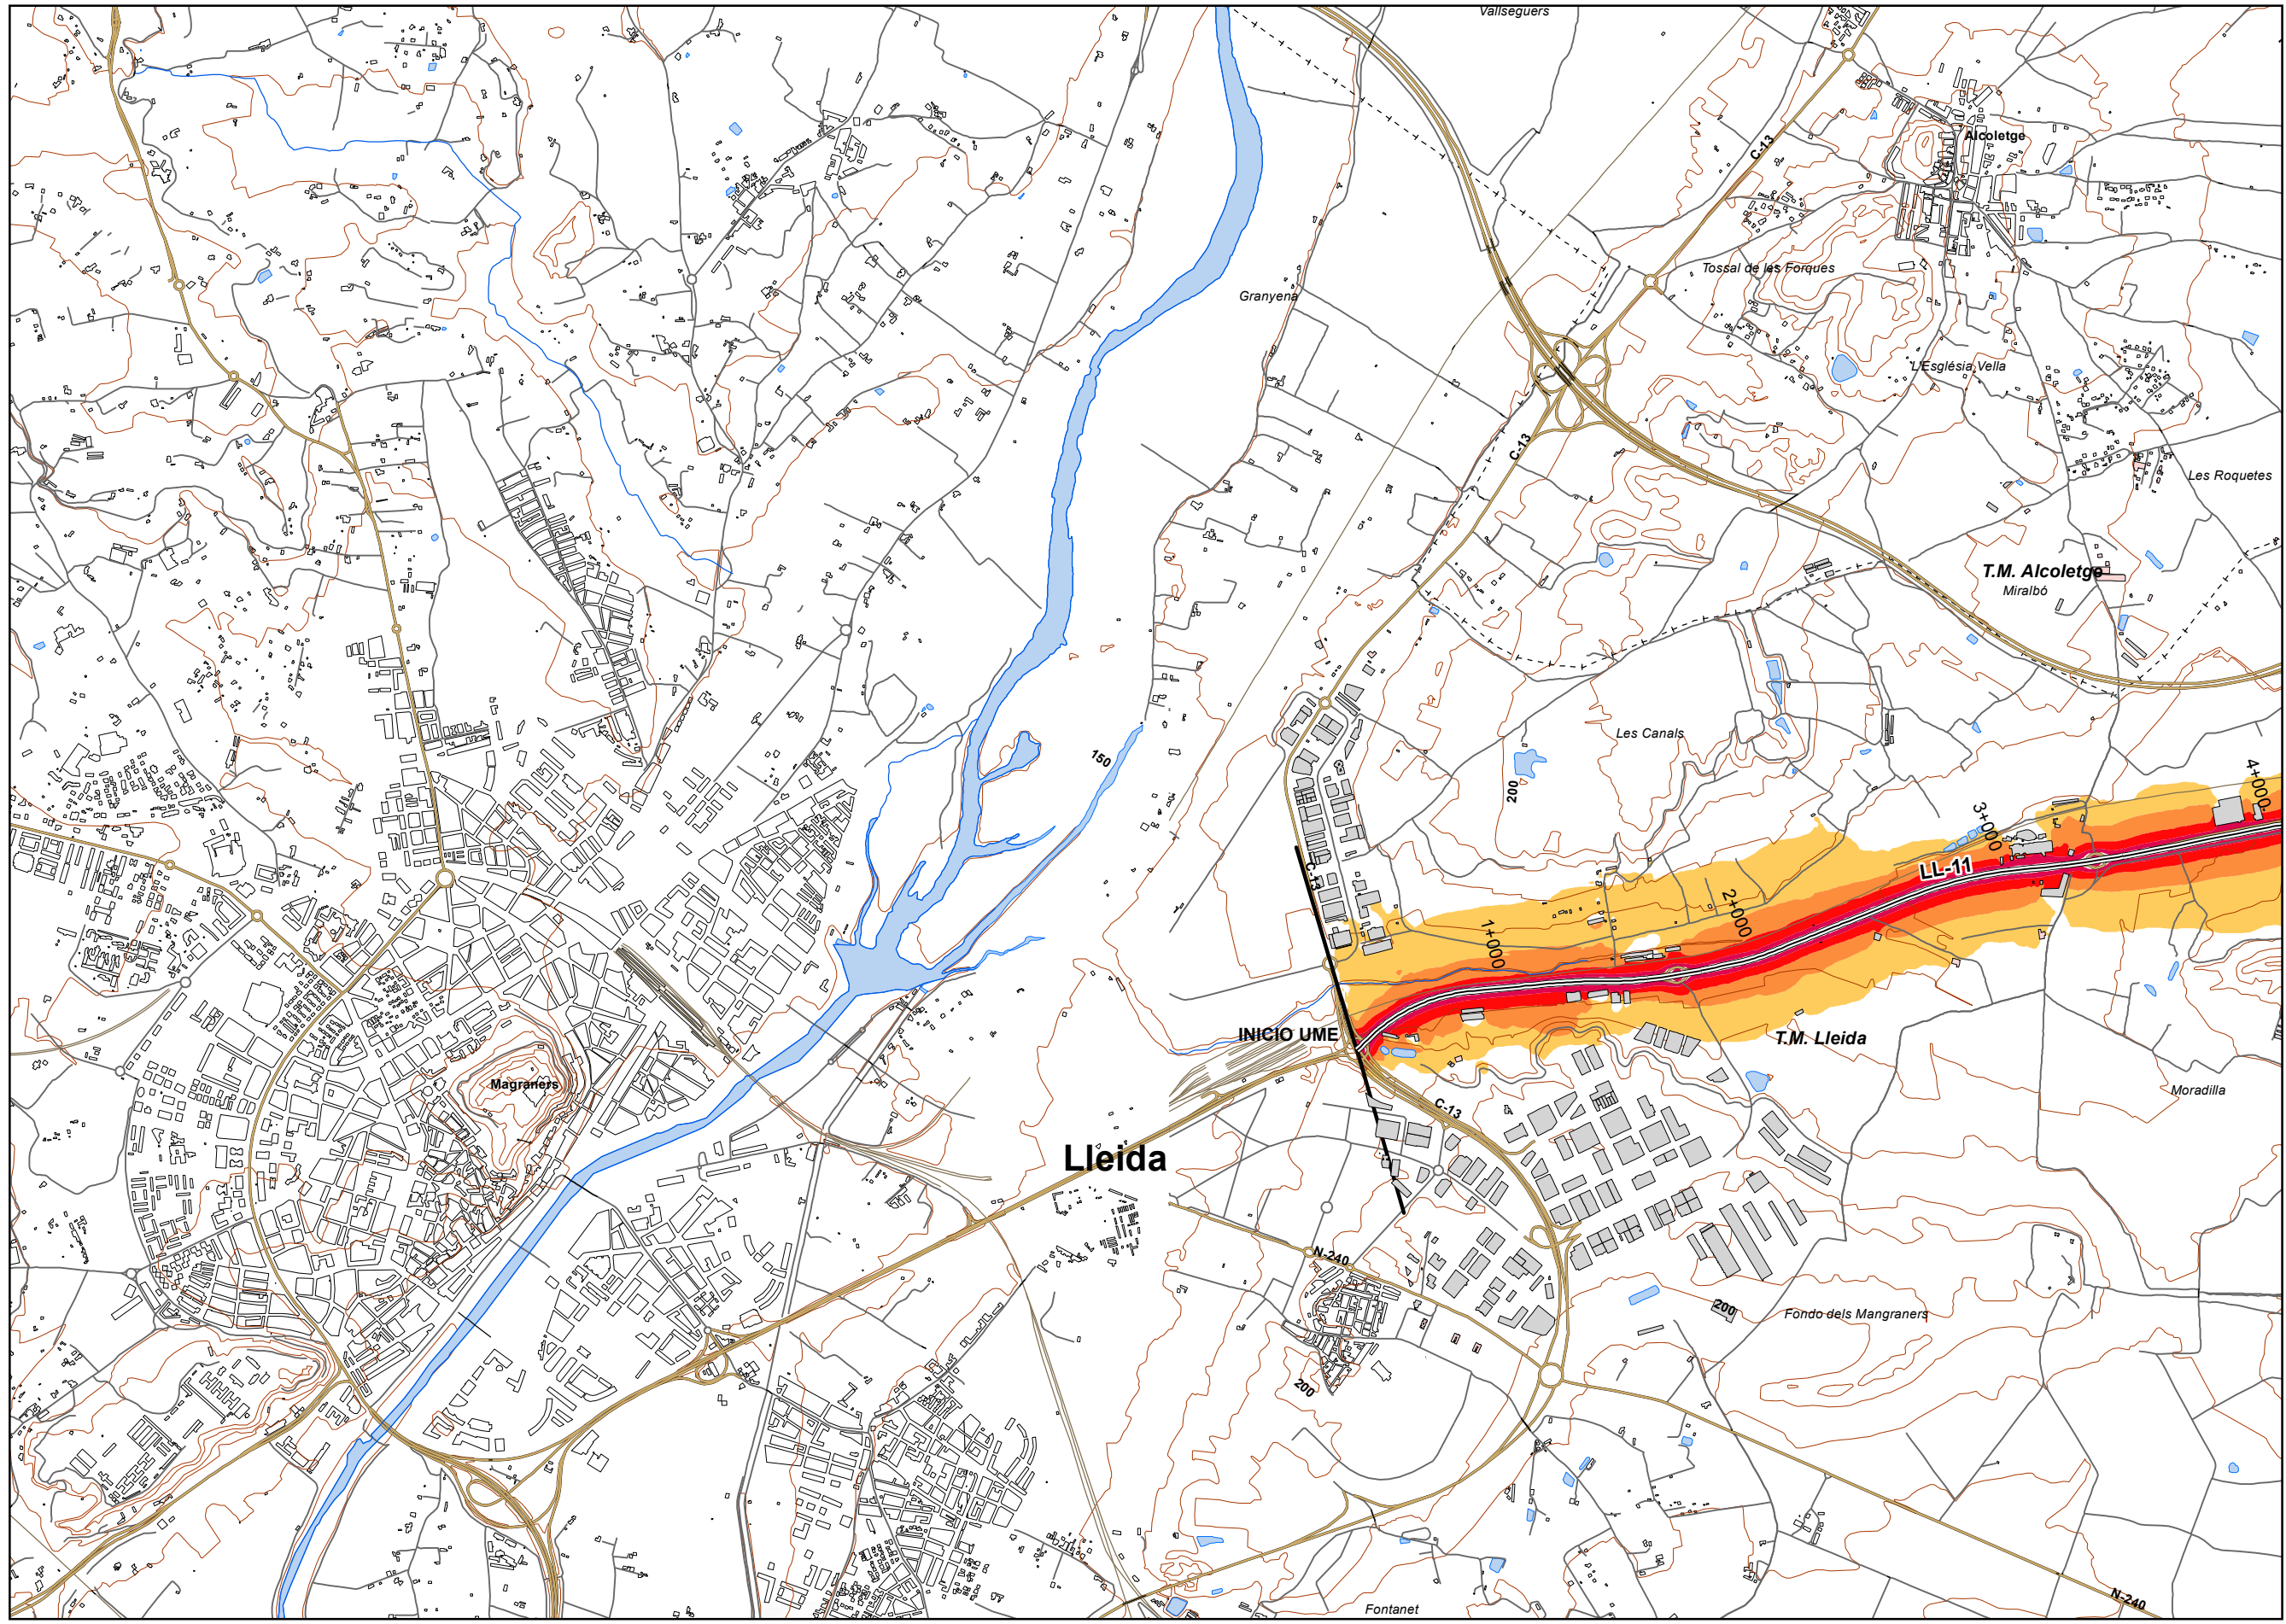 Vallseguers
Alcoletge
C-13
Tossal de les Forques
Granyena
L'Església Vella
C-13
Les Roquetes
T.M. Alcoletge
Miralbó
Les Canals
150
200
4+000
3+000
C-13
LL-11
2+000
1+000
INICIO UME
T.M. Lleida
Magraners
Moradilla
C-13
Lleida
N-240
200
Fondo dels Mangraners
200
N-240
Fontanet